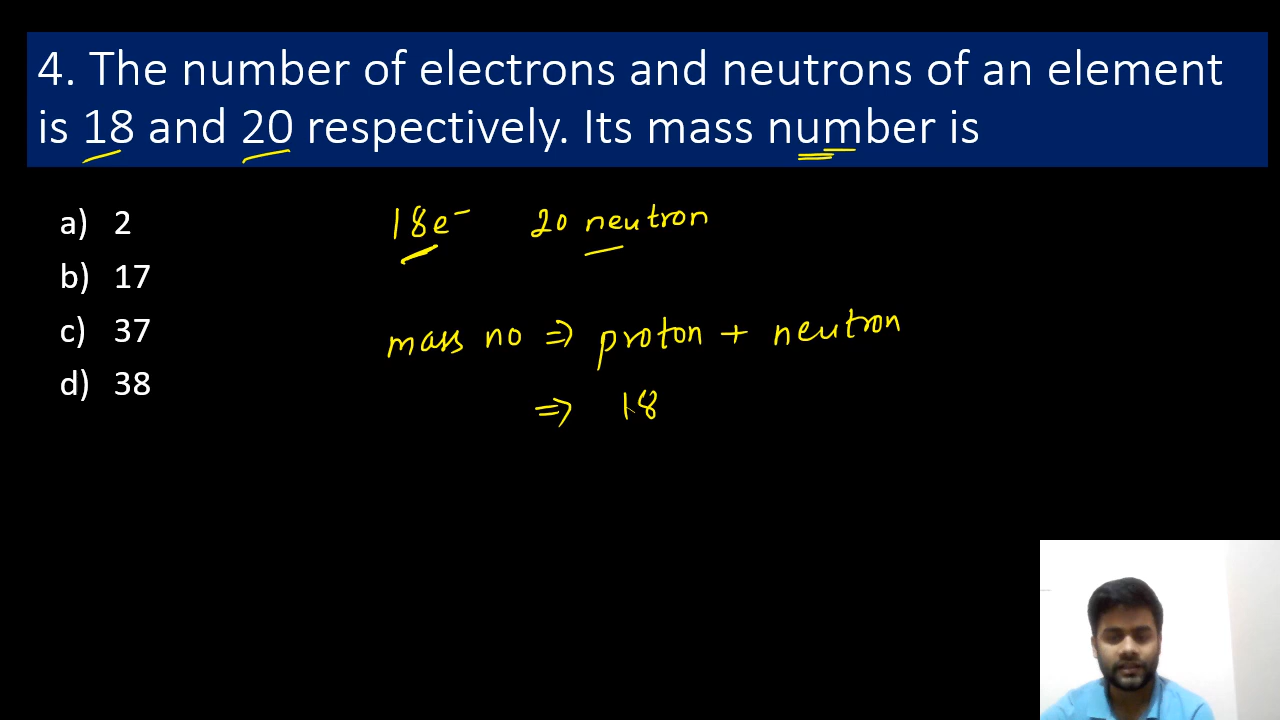 4. The number of electrons and neutrons of an element
is 18 and 20 respectively. Its mass number is
a) 2
b) 17
c) 37
d) 38
18e⁻ 20 neutron
mass no ⇒ proton + neutron
⇒ 18